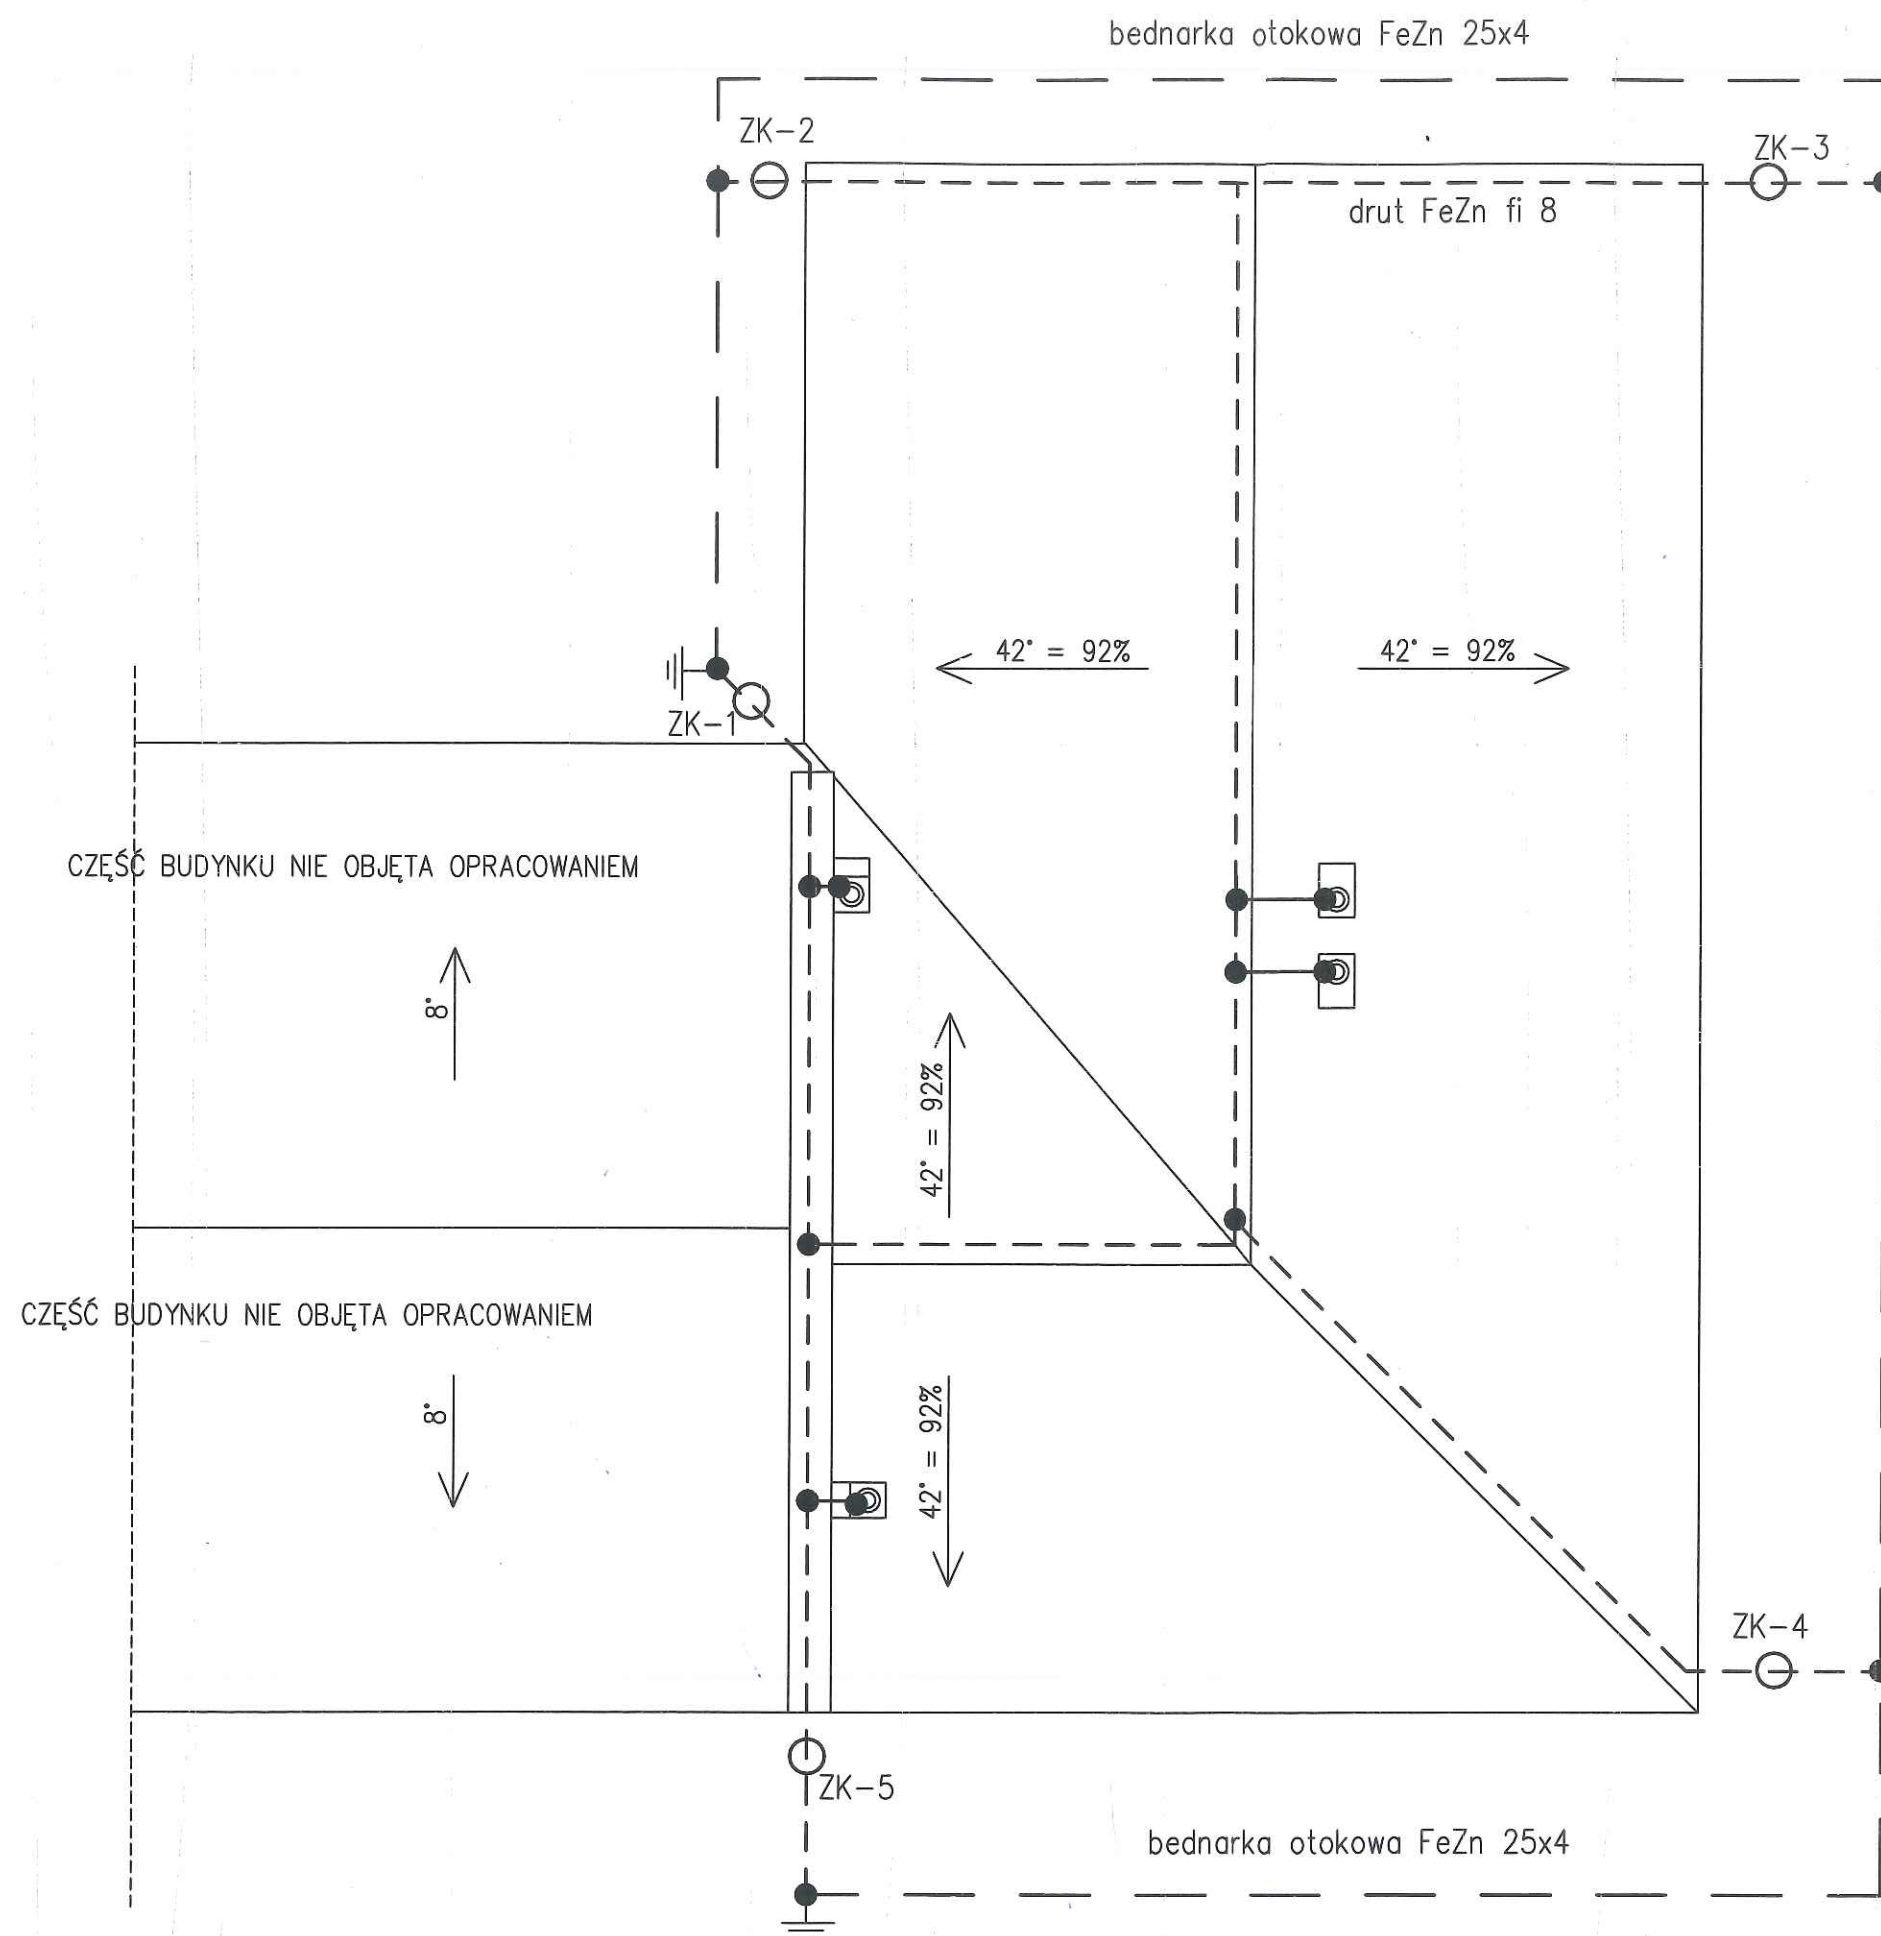 bednarka otokowa FeZn 25x4
ZK-2
ZK-3
drut FeZn fi 8
42° = 92%
42° = 92%
ZK-1
CZĘŚĆ BUDYNKU NIE OBJĘTA OPRACOWANIEM
8°
42° = 92%
CZĘŚĆ BUDYNKU NIE OBJĘTA OPRACOWANIEM
8°
42° = 92%
ZK-4
ZK-5
bednarka otokowa FeZn 25x4